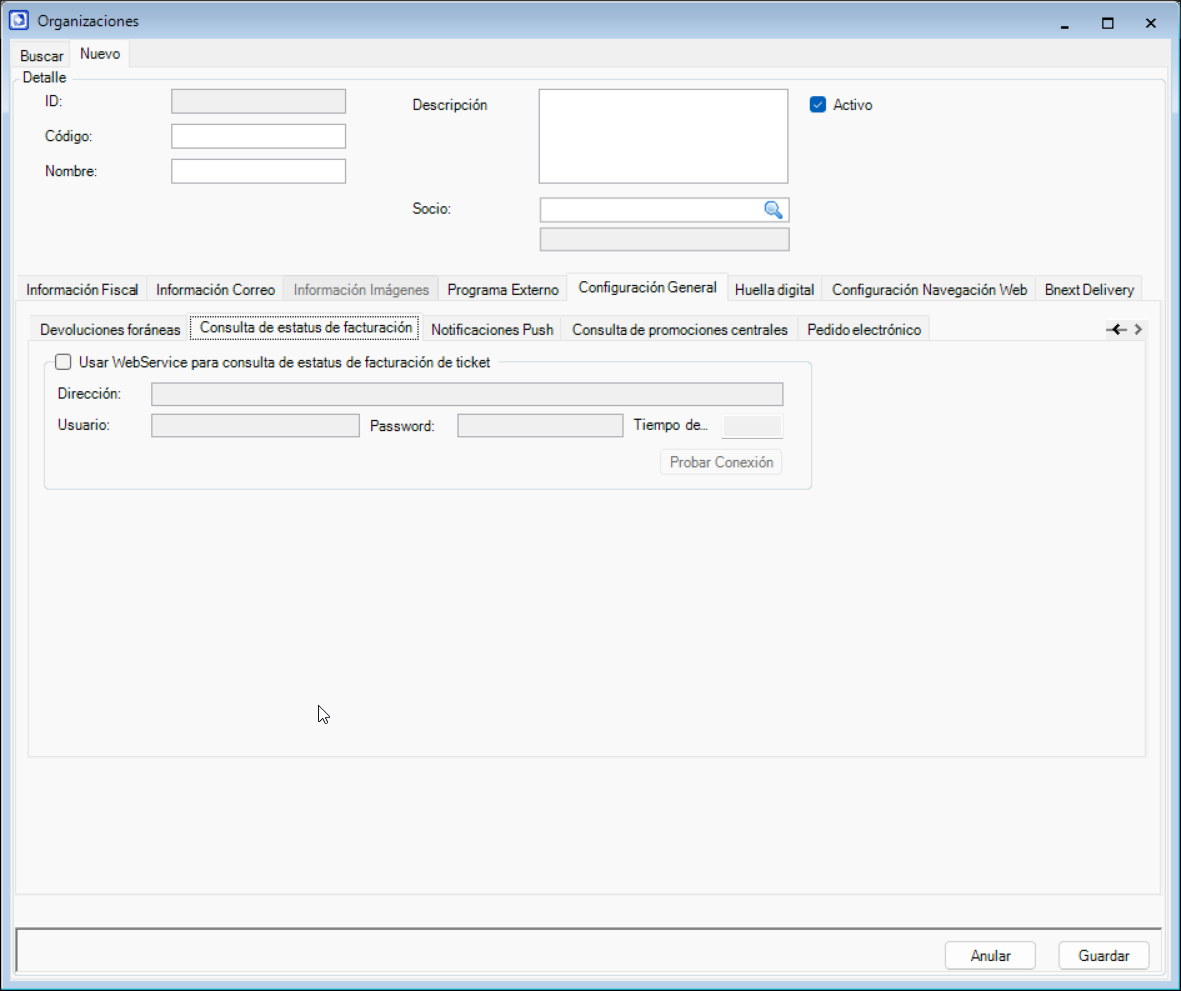 Organizaciones
Buscar Nuevo
Detalle
ID:
Descripción
Activo
Código:
Nombre:
Socio:
Información Fiscal Información Correo Información Imágenes Programa Externo Configuración General Huella digital Configuración Navegación Web Bnext Delivery
Devoluciones foráneas Consulta de estatus de facturación Notificaciones Push Consulta de promociones centrales Pedido electrónico
Usar WebService para consulta de estatus de facturación de ticket
Dirección:
Usuario: Password: Tiempo de...
Probar Conexión
Anular Guardar